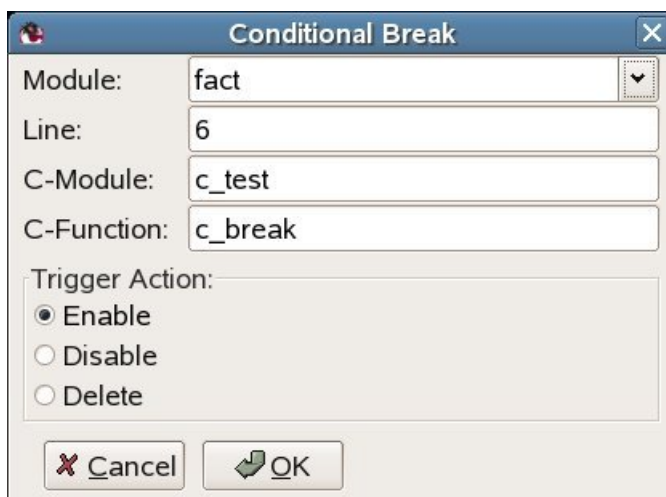 Conditional Break
Module: fact
Line: 6
C-Module: c_test
C-Function: c_break
Trigger Action:
Enable
Disable
Delete
Cancel OK